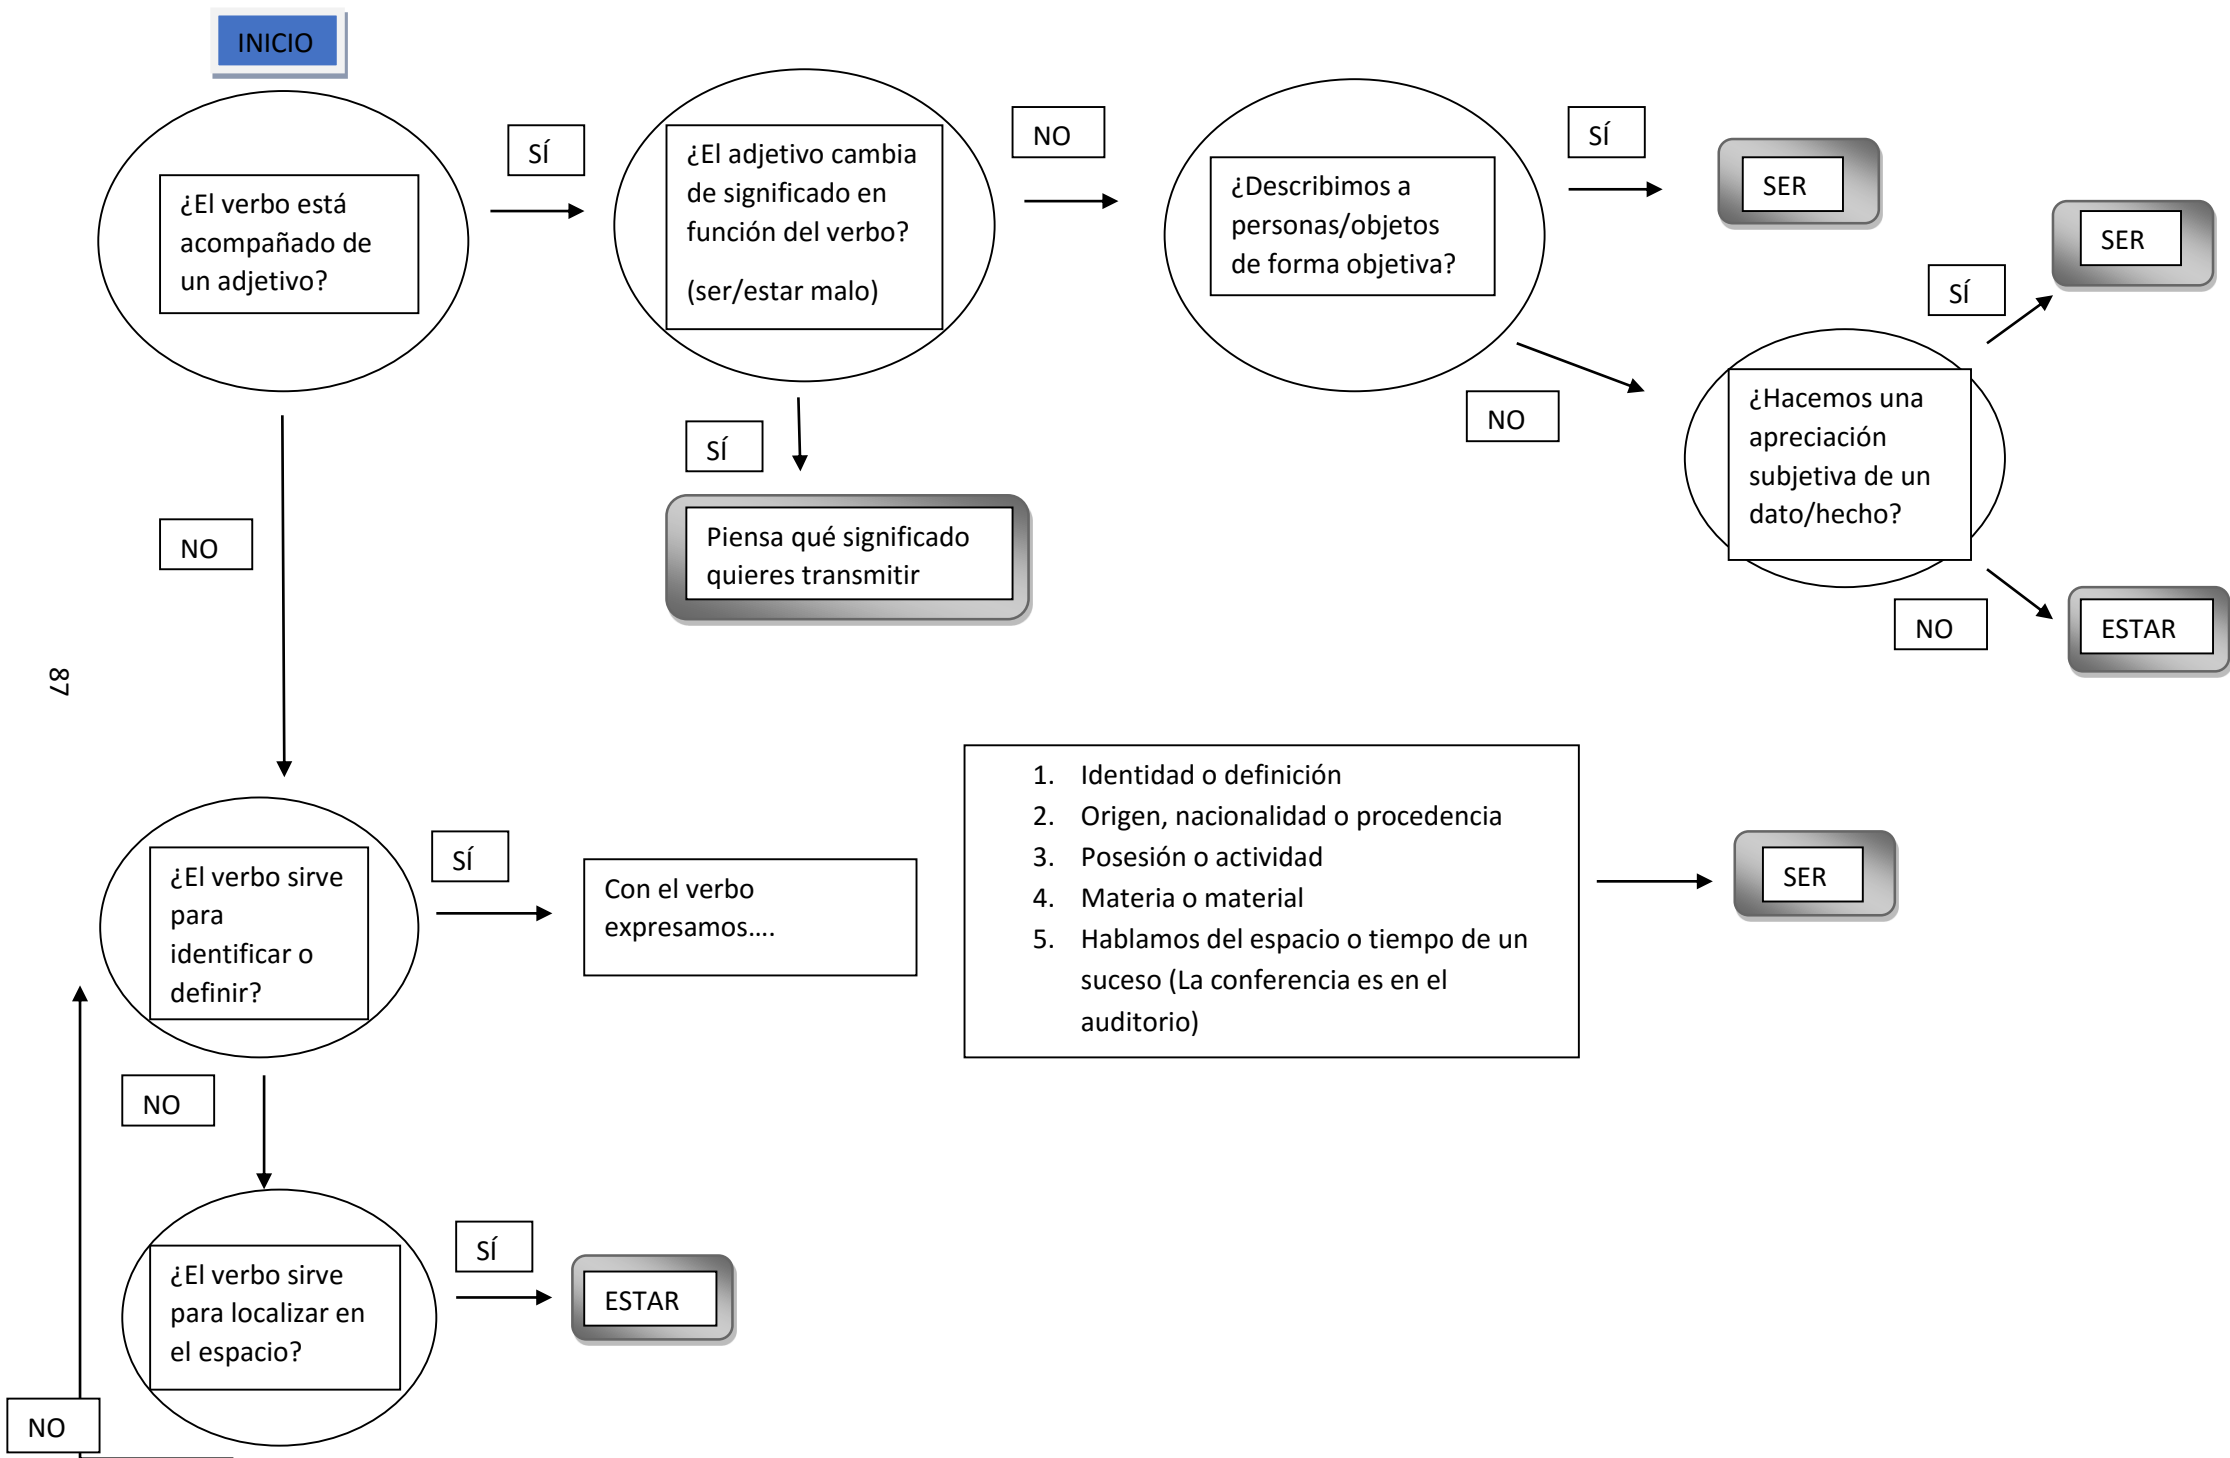 INICIO
¿El verbo está
acompañado de
un adjetivo?
SÍ
¿El adjetivo cambia
de significado en
función del verbo?
(ser/estar malo)
NO
¿Describimos a
personas/objetos
de forma objetiva?
SÍ
SER
NO
¿Hacemos una
apreciación
subjetiva de un
dato/hecho?
SÍ
SER
NO
ESTAR
SÍ
Piensa qué significado
quieres transmitir
NO
87
¿El verbo sirve
para
identificar o
definir?
SÍ
Con el verbo
expresamos....
1. Identidad o definición
2. Origen, nacionalidad o procedencia
3. Posesión o actividad
4. Materia o material
5. Hablamos del espacio o tiempo de un
suceso (La conferencia es en el
auditorio)
SER
NO
¿El verbo sirve
para localizar en
el espacio?
SÍ
ESTAR
NO